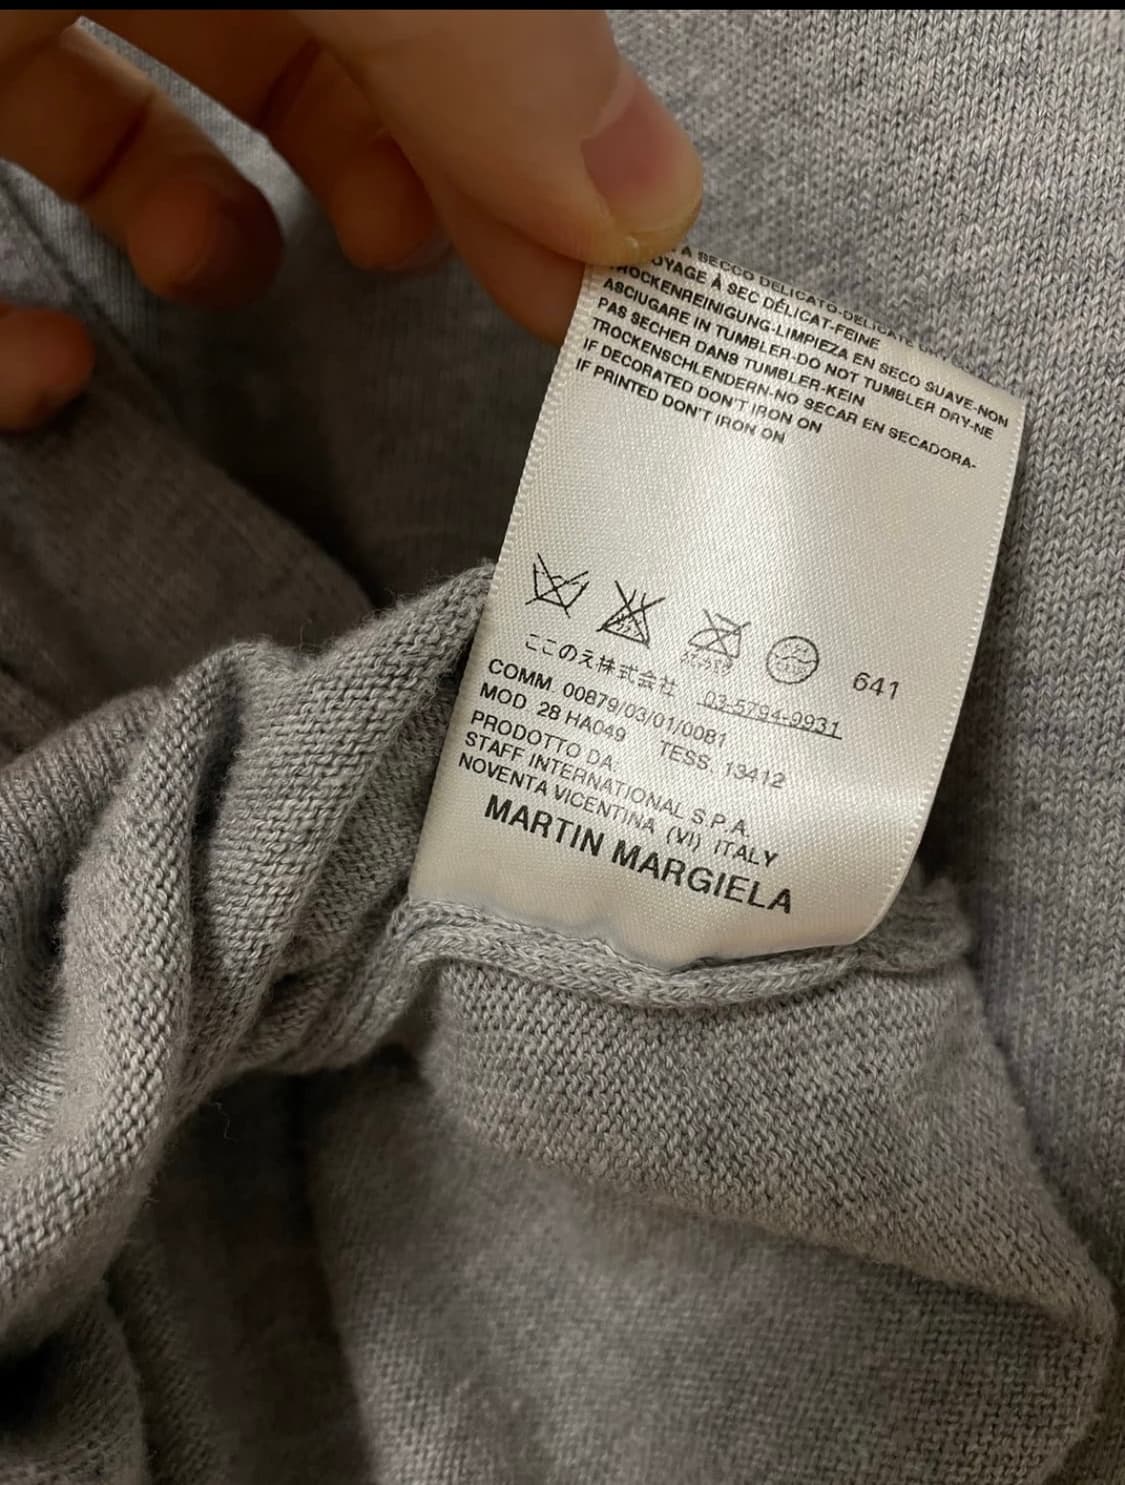 A SECCO DELICATO-DELICATE
OYAGE À SEC DÉLICAT-FEINE
ROCKENREINIGUNG-LIMPIEZA EN SECO SUAVE-NON
ASCIUGARE IN TUMBLER-DO NOT TUMBLER DRY-NE
PAS SECHER DANS TUMBLER-KEIN
TROCKENSCHLENDERN-NO SECAR EN SECADORA-
IF DECORATED DON'T IRON ON
IF PRINTED DON'T IRON ON
641
ここのえ株式会社 03-5794-9931
COMM 00879/03/01/0081
MOD 28 HA049 TESS. 13412
PRODOTTO DA
STAFF INTERNATIONAL S.P.A.
NOVENTA VICENTINA (VI) ITALY
MARTIN MARGIELA